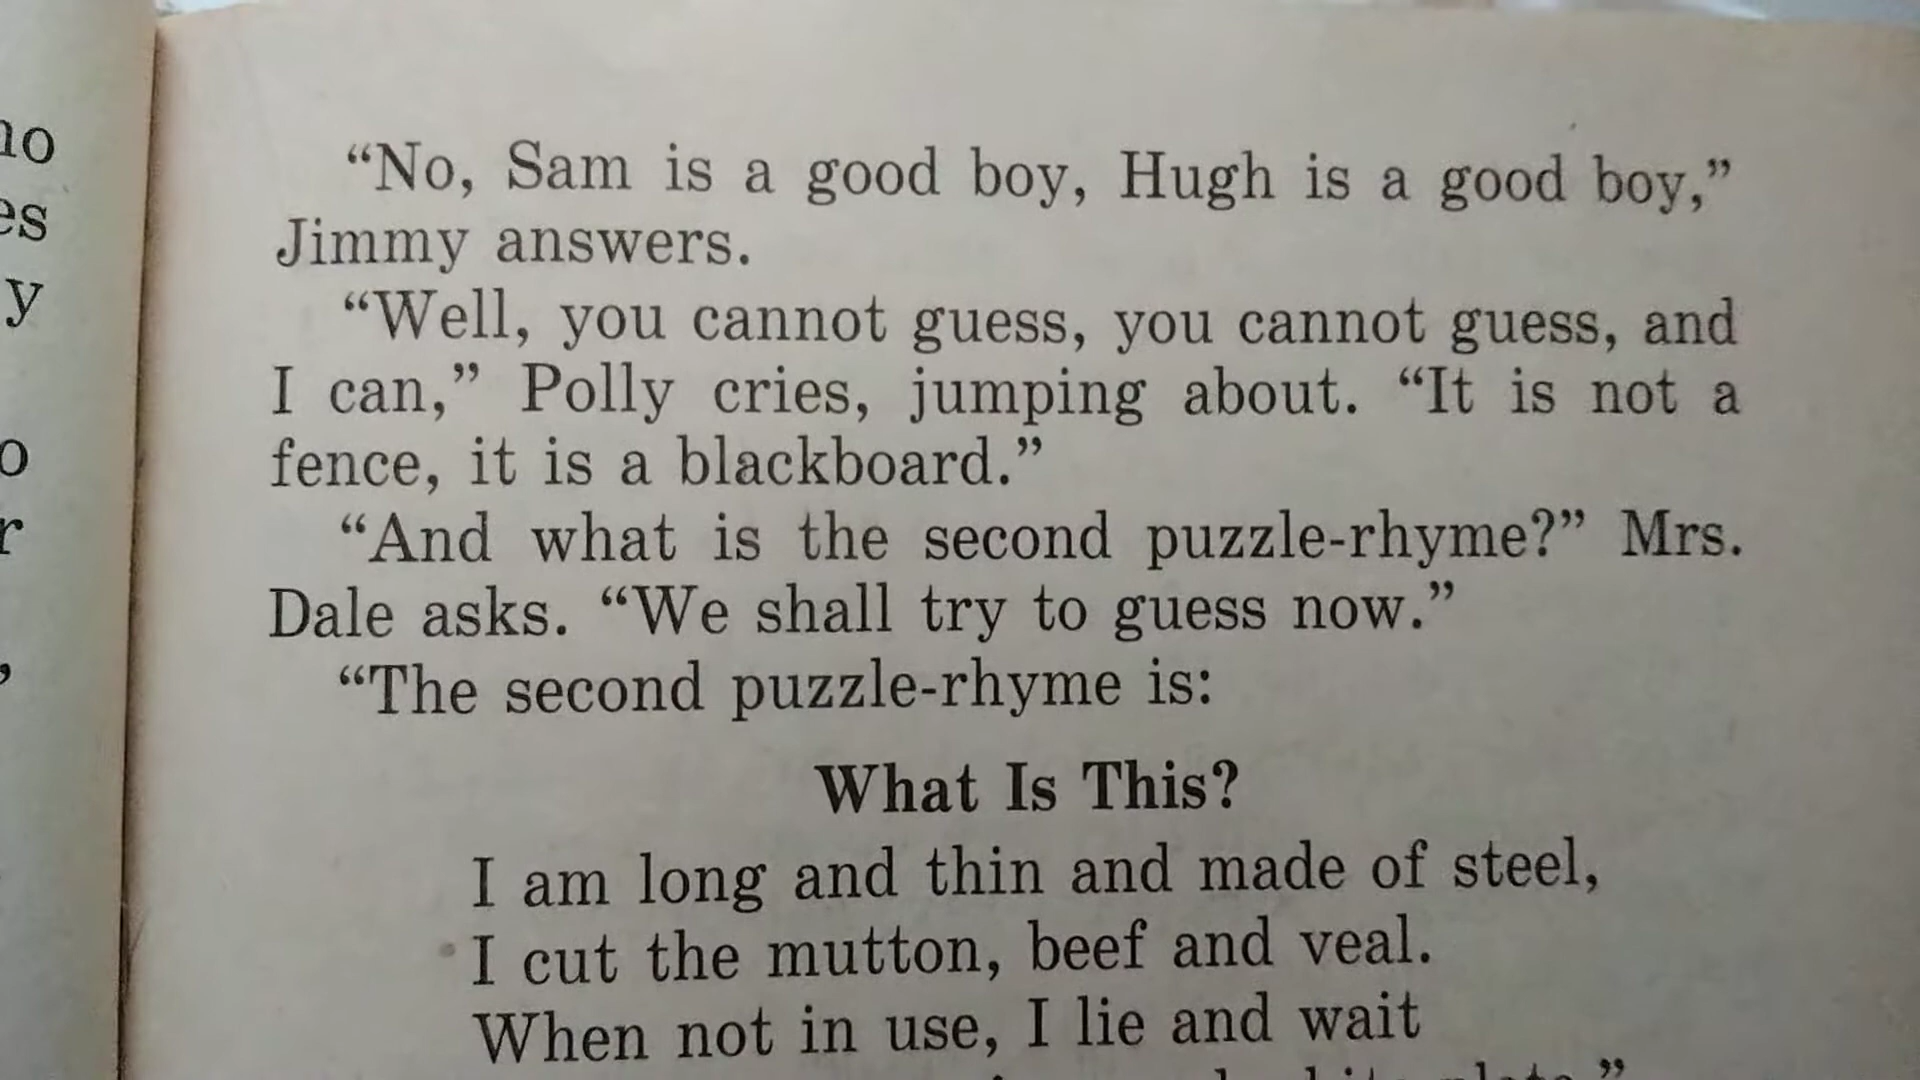 no
es
y
o
r
,
“No, Sam is a good boy, Hugh is a good boy,”
Jimmy answers.
“Well, you cannot guess, you cannot guess, and
I can,” Polly cries, jumping about. “It is not a
fence, it is a blackboard.”
“And what is the second puzzle-rhyme?” Mrs.
Dale asks. “We shall try to guess now.”
“The second puzzle-rhyme is:
What Is This?
I am long and thin and made of steel,
I cut the mutton, beef and veal.
When not in use, I lie and wait